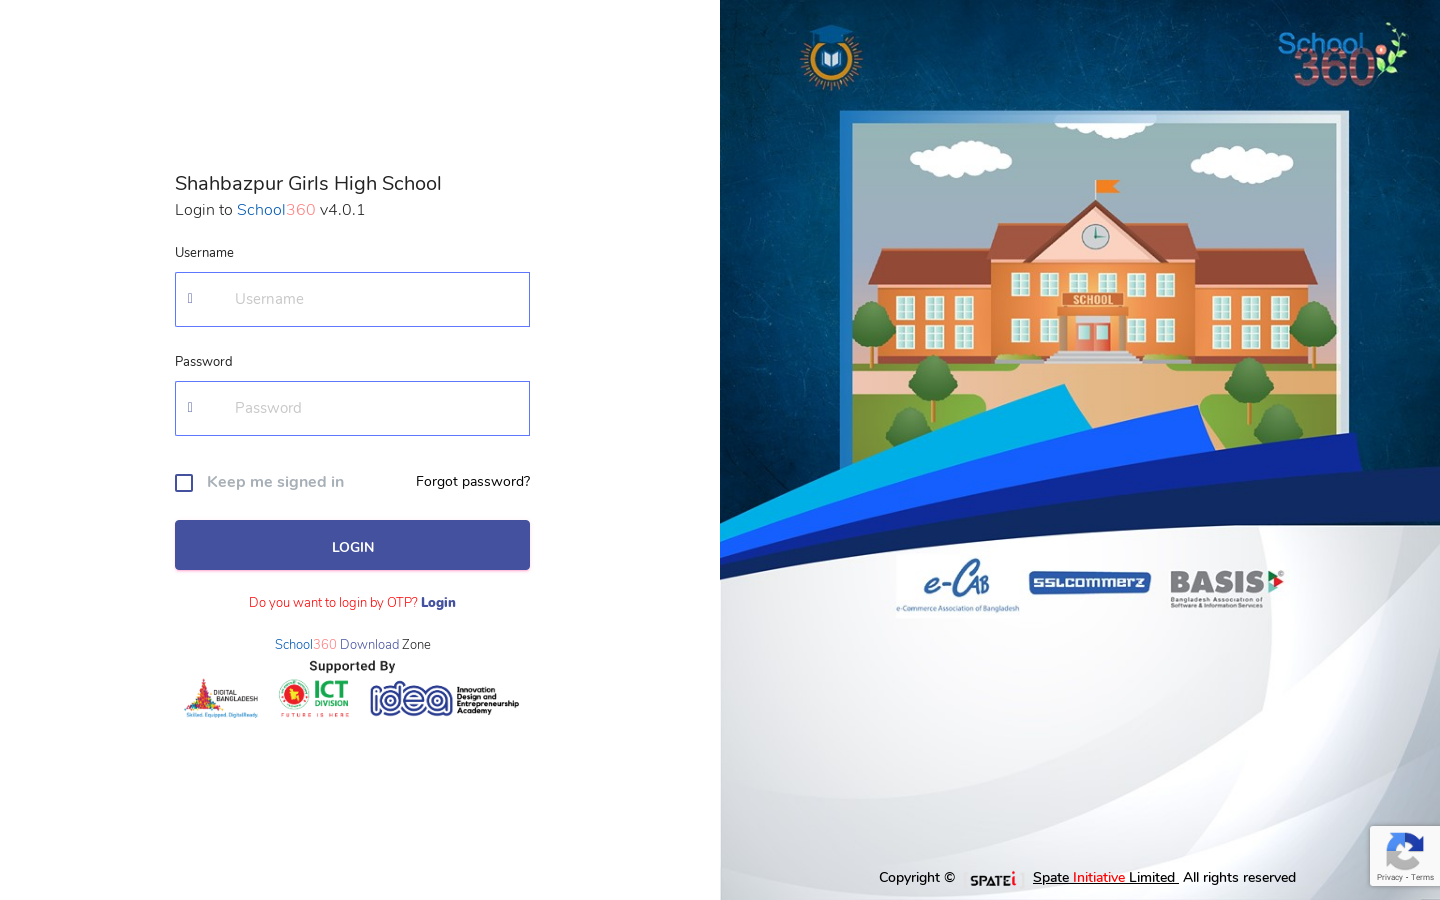 Shahbazpur Girls High School
Login to School360 v4.0.1
Username
Username
Password
Password
Keep me signed in
Forgot password?
LOGIN
Do you want to login by OTP? Login
School360 Download Zone
Supported By
DIGITAL
BANGLADESH
Skilled. Equipped. DigitalReady.
ICT
DIVISION
FUTURE IS HERE
idea
Innovation
Design and
Entrepreneurship
Academy
School
360
SCHOOL
e-CAB
e-Commerce Association of Bangladesh
SSLCOMMERZ
BASIS
Bangladesh Association of
Software & Information Services
Copyright © SPATEi Spate Initiative Limited All rights reserved
Privacy - Terms